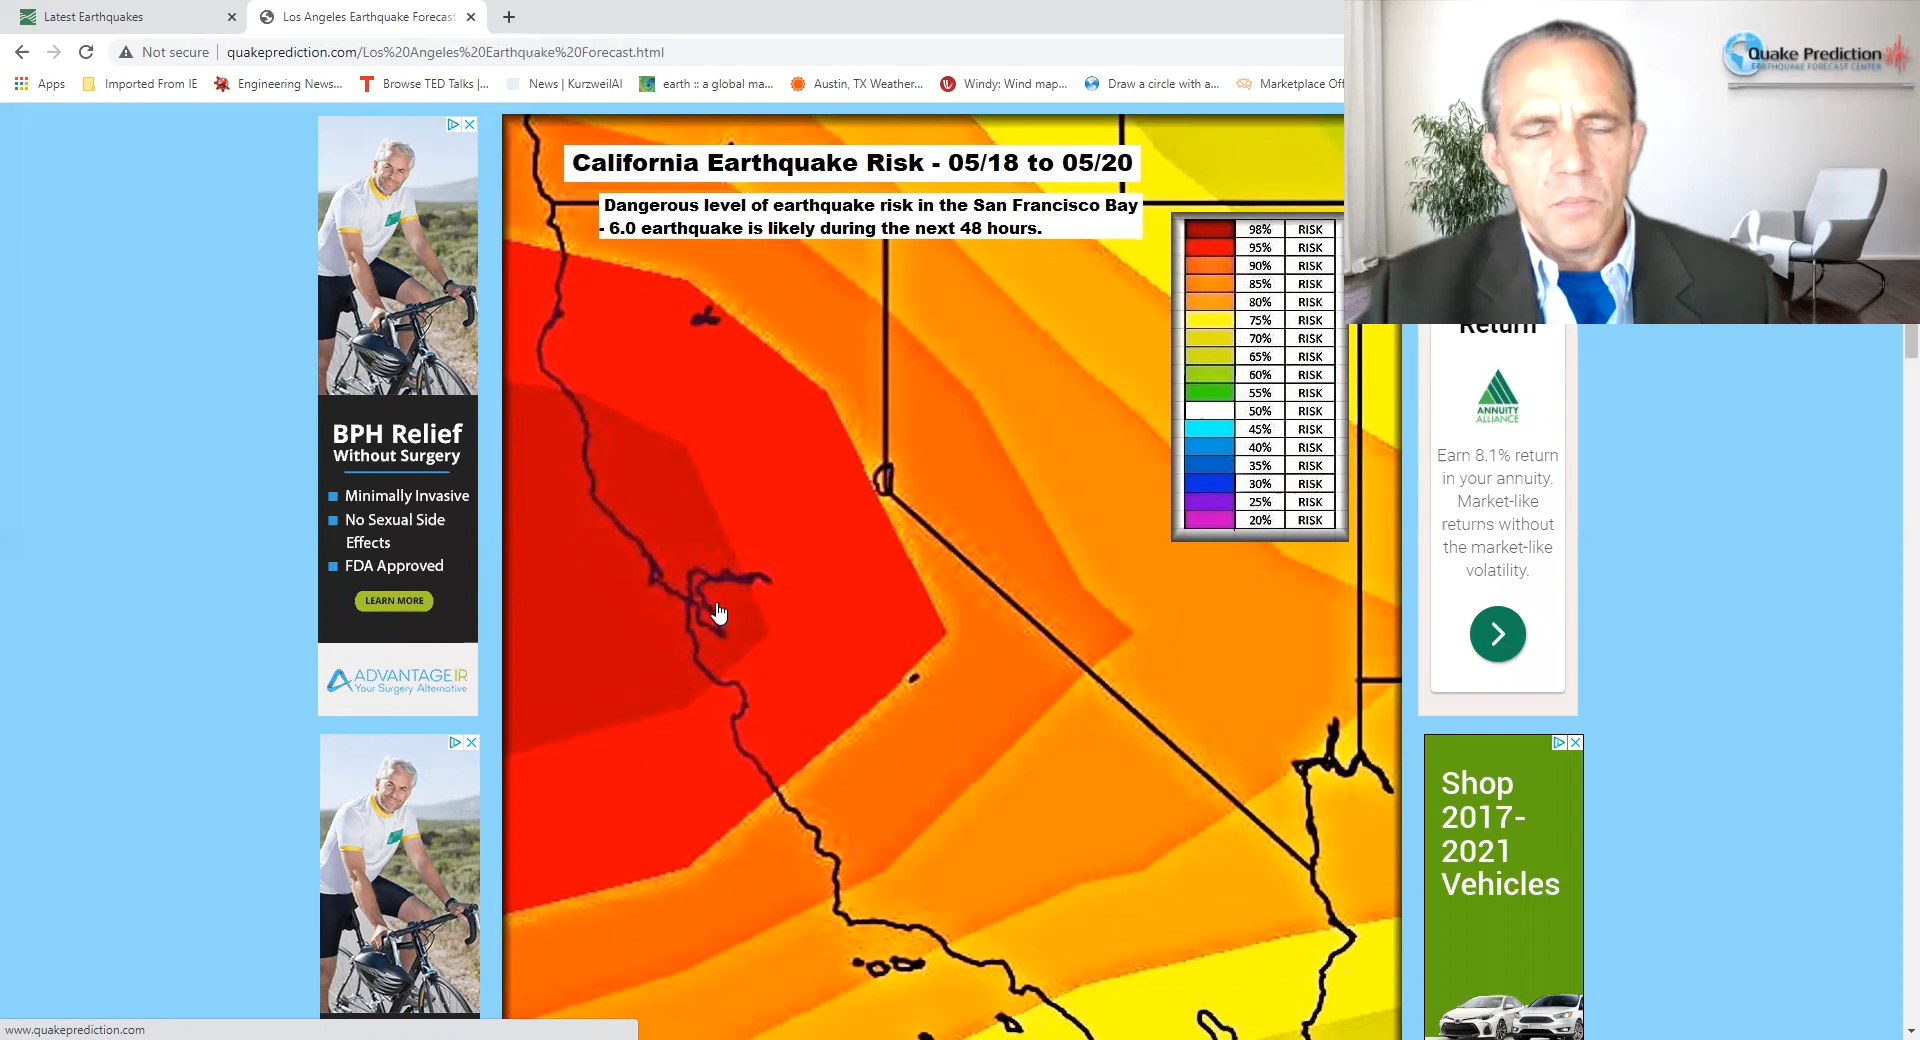 Latest Earthquakes
Los Angeles Earthquake Forecast
Not secure
quakeprediction.com/Los%20Angeles%20Earthquake%20Forecast.html
Apps
Imported From IE
Engineering News...
Browse TED Talks |...
News | KurzweilAI
earth :: a global ma...
Austin, TX Weather...
Windy: Wind map...
Draw a circle with a...
Marketplace Off
Quake Prediction
EARTHQUAKE FORECAST CENTER
California Earthquake Risk - 05/18 to 05/20
Dangerous level of earthquake risk in the San Francisco Bay
- 6.0 earthquake is likely during the next 48 hours.
98% RISK
95% RISK
90% RISK
85% RISK
80% RISK
75% RISK
70% RISK
65% RISK
60% RISK
55% RISK
50% RISK
45% RISK
40% RISK
35% RISK
30% RISK
25% RISK
20% RISK
BPH Relief
Without Surgery
Minimally Invasive
No Sexual Side
Effects
FDA Approved
LEARN MORE
ADVANTAGEIR
Your Surgery Alternative
Return
ANNUITY
ALLIANCE
Earn 8.1% return
in your annuity.
Market-like
returns without
the market-like
volatility.
Shop
2017-
2021
Vehicles
www.quakeprediction.com